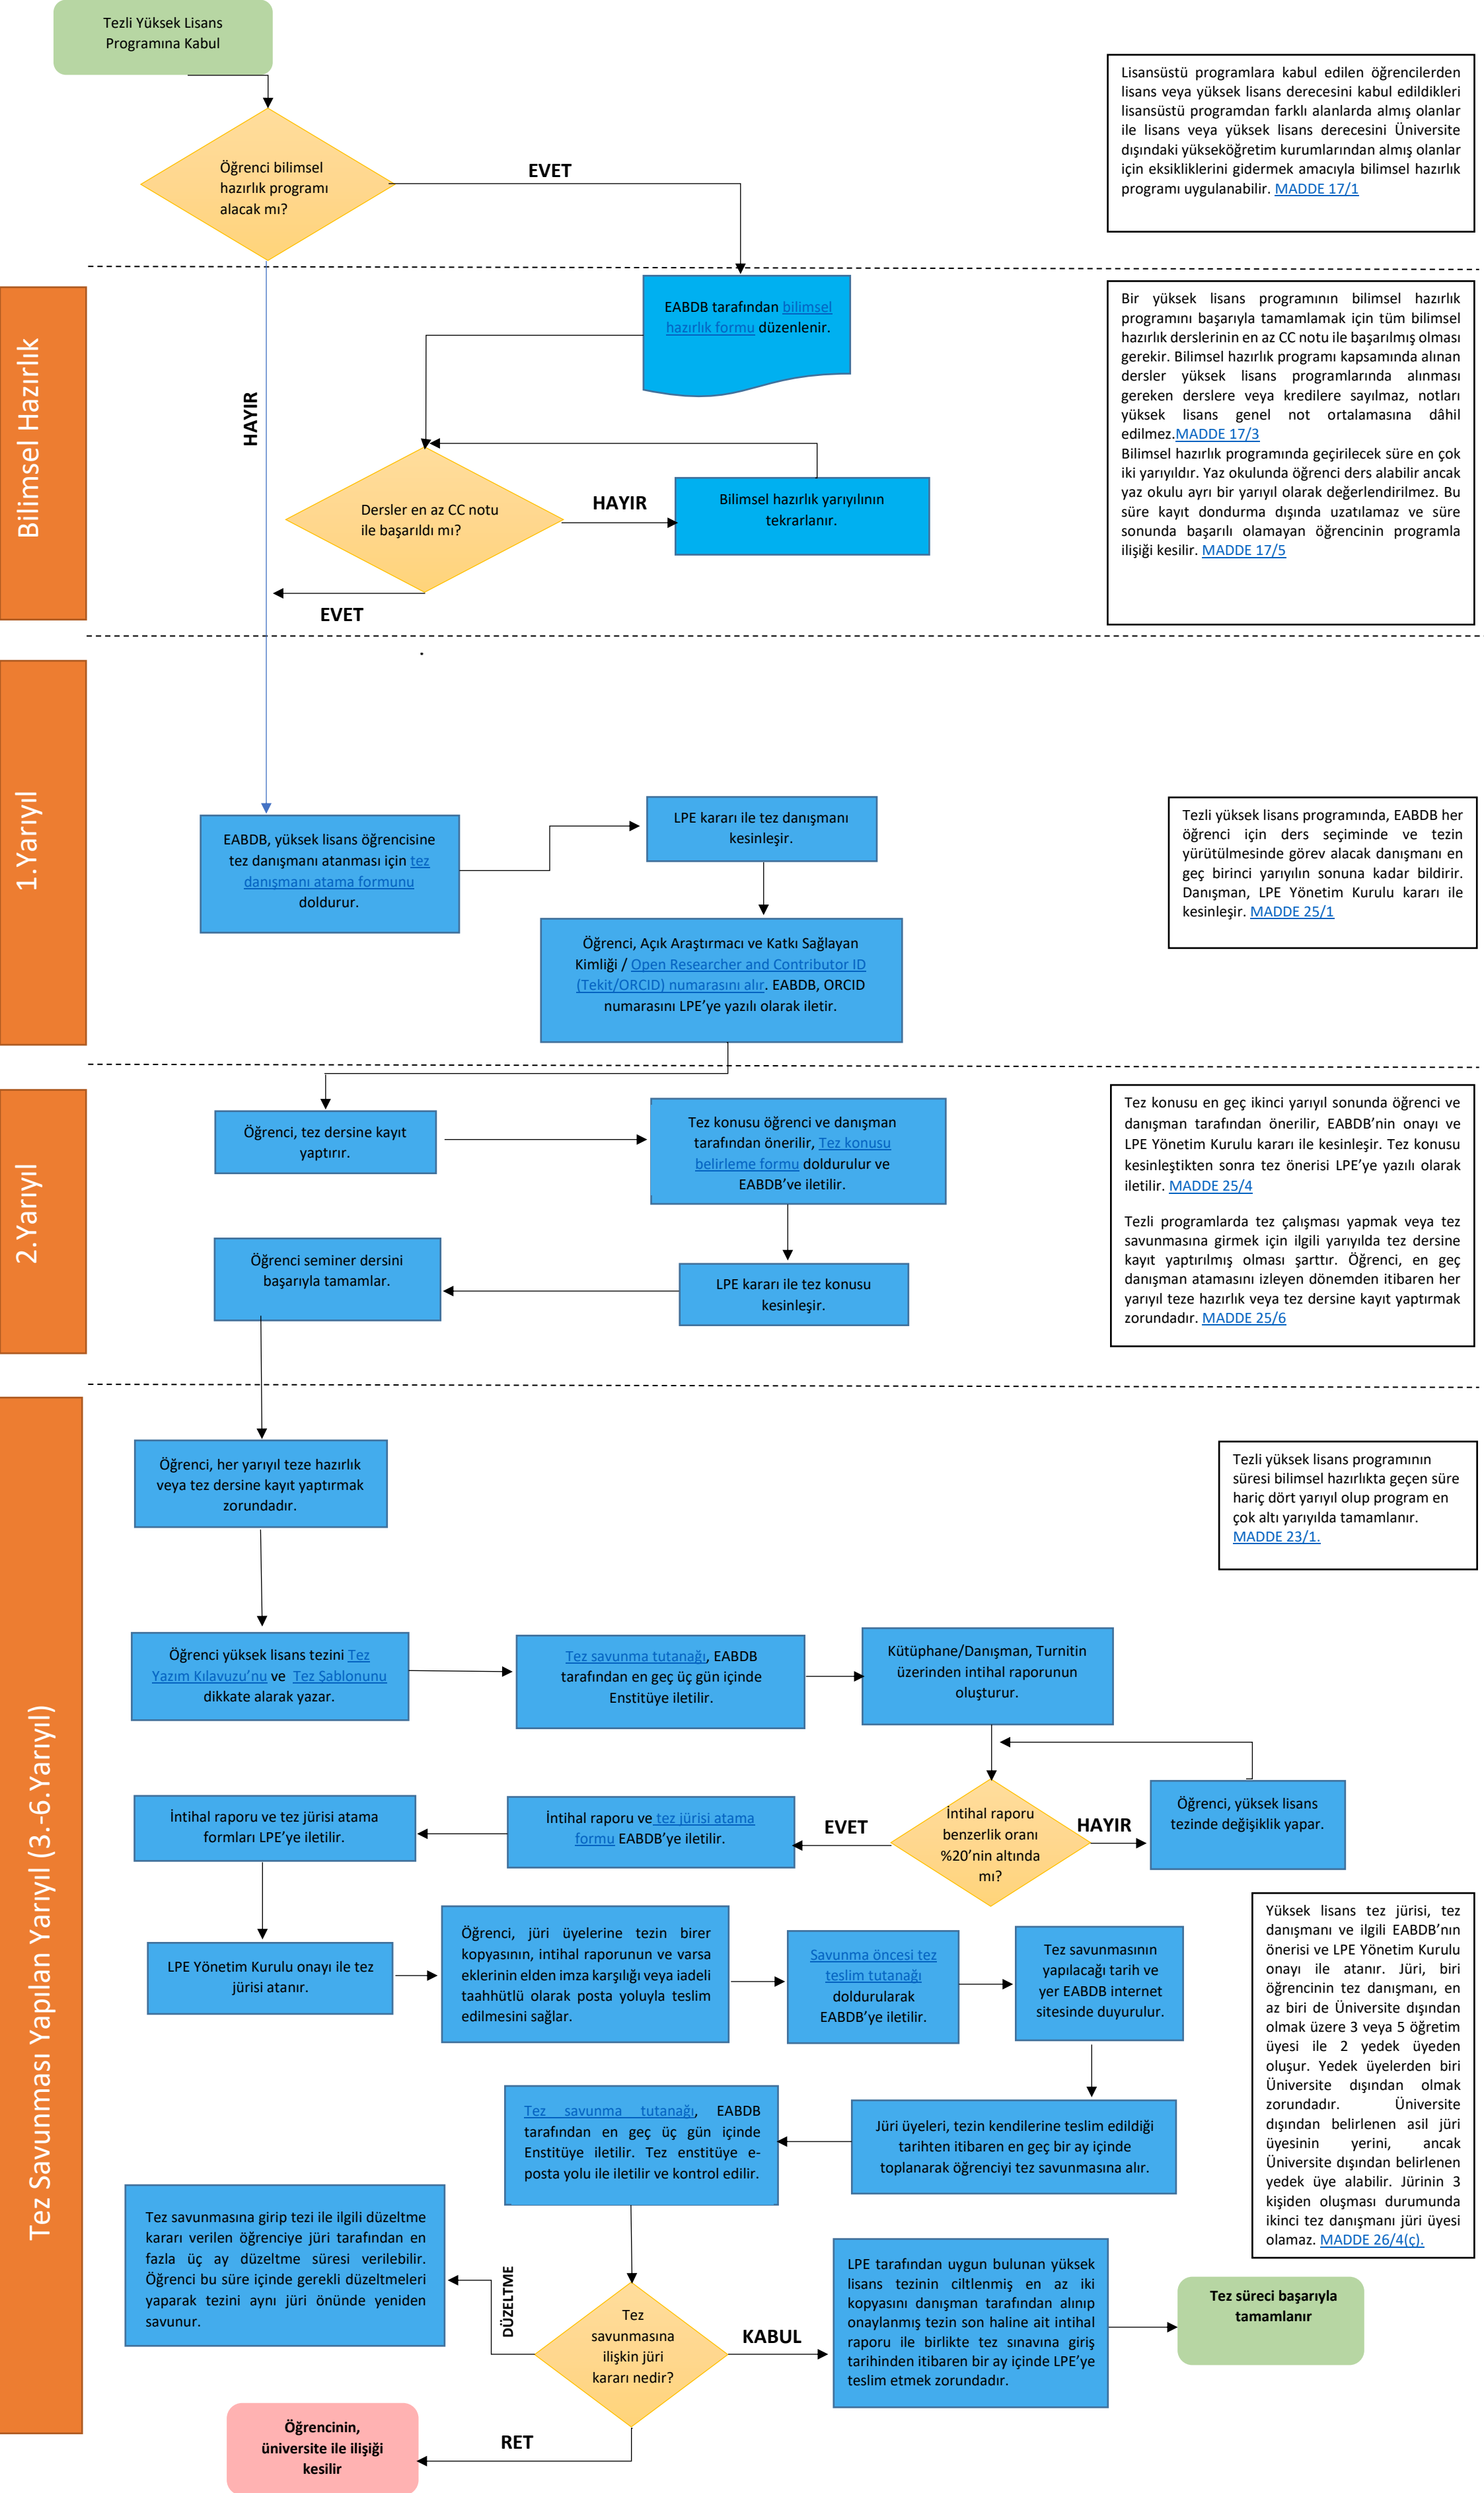 Tezli Yüksek Lisans
Programına Kabul
Lisansüstü programlara kabul edilen öğrencilerden
lisans veya yüksek lisans derecesini kabul edildikleri
lisansüstü programdan farklı alanlarda almış olanlar
ile lisans veya yüksek lisans derecesini Üniversite
dışındaki yükseköğretim kurumlarından almış olanlar
için eksikliklerini gidermek amacıyla bilimsel hazırlık
programı uygulanabilir. MADDE 17/1
Öğrenci bilimsel
hazırlık programı
alacak mı?
EVET
Bilimsel Hazırlık
HAYIR
EABDB tarafından bilimsel
hazırlık formu düzenlenir.
Bir yüksek lisans programının bilimsel hazırlık
programını başarıyla tamamlamak için tüm bilimsel
hazırlık derslerinin en az CC notu ile başarılmış olması
gerekir. Bilimsel hazırlık programı kapsamında alınan
dersler yüksek lisans programlarında alınması
gereken derslere veya kredilere sayılmaz, notları
yüksek lisans genel not ortalamasına dâhil
edilmez.MADDE 17/3
Bilimsel hazırlık programında geçirilecek süre en çok
iki yarıyıldır. Yaz okulunda öğrenci ders alabilir ancak
yaz okulu ayrı bir yarıyıl olarak değerlendirilmez. Bu
süre kayıt dondurma dışında uzatılamaz ve süre
sonunda başarılı olamayan öğrencinin programla
ilişiği kesilir. MADDE 17/5
Dersler en az CC notu
ile başarıldı mı?
HAYIR
Bilimsel hazırlık yarıyılının
tekrarlanır.
EVET
.
1.Yarıyıl
EABDB, yüksek lisans öğrencisine
tez danışmanı atanması için tez
danışmanı atama formunu
doldurur.
LPE kararı ile tez danışmanı
kesinleşir.
Tezli yüksek lisans programında, EABDB her
öğrenci için ders seçiminde ve tezin
yürütülmesinde görev alacak danışmanı en
geç birinci yarıyılın sonuna kadar bildirir.
Danışman, LPE Yönetim Kurulu kararı ile
kesinleşir. MADDE 25/1
Öğrenci, Açık Araştırmacı ve Katkı Sağlayan
Kimliği / Open Researcher and Contributor ID
(Tekit/ORCID) numarasını alır. EABDB, ORCID
numarasını LPE’ye yazılı olarak iletir.
2.Yarıyıl
Öğrenci, tez dersine kayıt
yaptırır.
Tez konusu öğrenci ve danışman
tarafından önerilir, Tez konusu
belirleme formu doldurulur ve
EABDB’ve iletilir.
Tez konusu en geç ikinci yarıyıl sonunda öğrenci ve
danışman tarafından önerilir, EABDB’nin onayı ve
LPE Yönetim Kurulu kararı ile kesinleşir. Tez konusu
kesinleştikten sonra tez önerisi LPE’ye yazılı olarak
iletilir. MADDE 25/4
Tezli programlarda tez çalışması yapmak veya tez
savunmasına girmek için ilgili yarıyılda tez dersine
kayıt yaptırılmış olması şarttır. Öğrenci, en geç
danışman atamasını izleyen dönemden itibaren her
yarıyıl teze hazırlık veya tez dersine kayıt yaptırmak
zorundadır. MADDE 25/6
Öğrenci seminer dersini
başarıyla tamamlar.
LPE kararı ile tez konusu
kesinleşir.
Tez Savunması Yapılan Yarıyıl (3.-6.Yarıyıl)
Öğrenci, her yarıyıl teze hazırlık
veya tez dersine kayıt yaptırmak
zorundadır.
Tezli yüksek lisans programının
süresi bilimsel hazırlıkta geçen süre
hariç dört yarıyıl olup program en
çok altı yarıyılda tamamlanır.
MADDE 23/1.
Öğrenci yüksek lisans tezini Tez
Yazım Kılavuzu’nu ve Tez Şablonunu
dikkate alarak yazar.
Tez savunma tutanağı, EABDB
tarafından en geç üç gün içinde
Enstitüye iletilir.
Kütüphane/Danışman, Turnitin
üzerinden intihal raporunun
oluşturur.
İntihal raporu ve tez jürisi atama
formları LPE’ye iletilir.
İntihal raporu ve tez jürisi atama
formu EABDB’ye iletilir.
EVET
İntihal raporu
benzerlik oranı
%20’nin altında
mı?
HAYIR
Öğrenci, yüksek lisans
tezinde değişiklik yapar.
LPE Yönetim Kurulu onayı ile tez
jürisi atanır.
Öğrenci, jüri üyelerine tezin birer
kopyasının, intihal raporunun ve varsa
eklerinin elden imza karşılığı veya iadeli
taahhütlü olarak posta yoluyla teslim
edilmesini sağlar.
Savunma öncesi tez
teslim tutanağı
doldurularak
EABDB’ye iletilir.
Tez savunmasının
yapılacağı tarih ve
yer EABDB internet
sitesinde duyurulur.
Yüksek lisans tez jürisi, tez
danışmanı ve ilgili EABDB’nın
önerisi ve LPE Yönetim Kurulu
onayı ile atanır. Jüri, biri
öğrencinin tez danışmanı, en
az biri de Üniversite dışından
olmak üzere 3 veya 5 öğretim
üyesi ile 2 yedek üyeden
oluşur. Yedek üyelerden biri
Üniversite dışından olmak
zorundadır. Üniversite
dışından belirlenen asil jüri
üyesinin yerini, ancak
Üniversite dışından belirlenen
yedek üye alabilir. Jürinin 3
kişiden oluşması durumunda
ikinci tez danışmanı jüri üyesi
olamaz. MADDE 26/4(ç).
Tez savunma tutanağı, EABDB
tarafından en geç üç gün içinde
Enstitüye iletilir. Tez enstitüye e-
posta yolu ile iletilir ve kontrol edilir.
Jüri üyeleri, tezin kendilerine teslim edildiği
tarihten itibaren en geç bir ay içinde
toplanarak öğrenciyi tez savunmasına alır.
Tez savunmasına girip tezi ile ilgili düzeltme
kararı verilen öğrenciye jüri tarafından en
fazla üç ay düzeltme süresi verilebilir.
Öğrenci bu süre içinde gerekli düzeltmeleri
yaparak tezini aynı jüri önünde yeniden
savunur.
DÜZELTME
Tez
savunmasına
ilişkin jüri
kararı nedir?
KABUL
LPE tarafından uygun bulunan yüksek
lisans tezinin ciltlenmiş en az iki
kopyasını danışman tarafından alınıp
onaylanmış tezin son haline ait intihal
raporu ile birlikte tez sınavına giriş
tarihinden itibaren bir ay içinde LPE’ye
teslim etmek zorundadır.
Tez süreci başarıyla
tamamlanır
RET
Öğrencinin,
üniversite ile ilişiği
kesilir